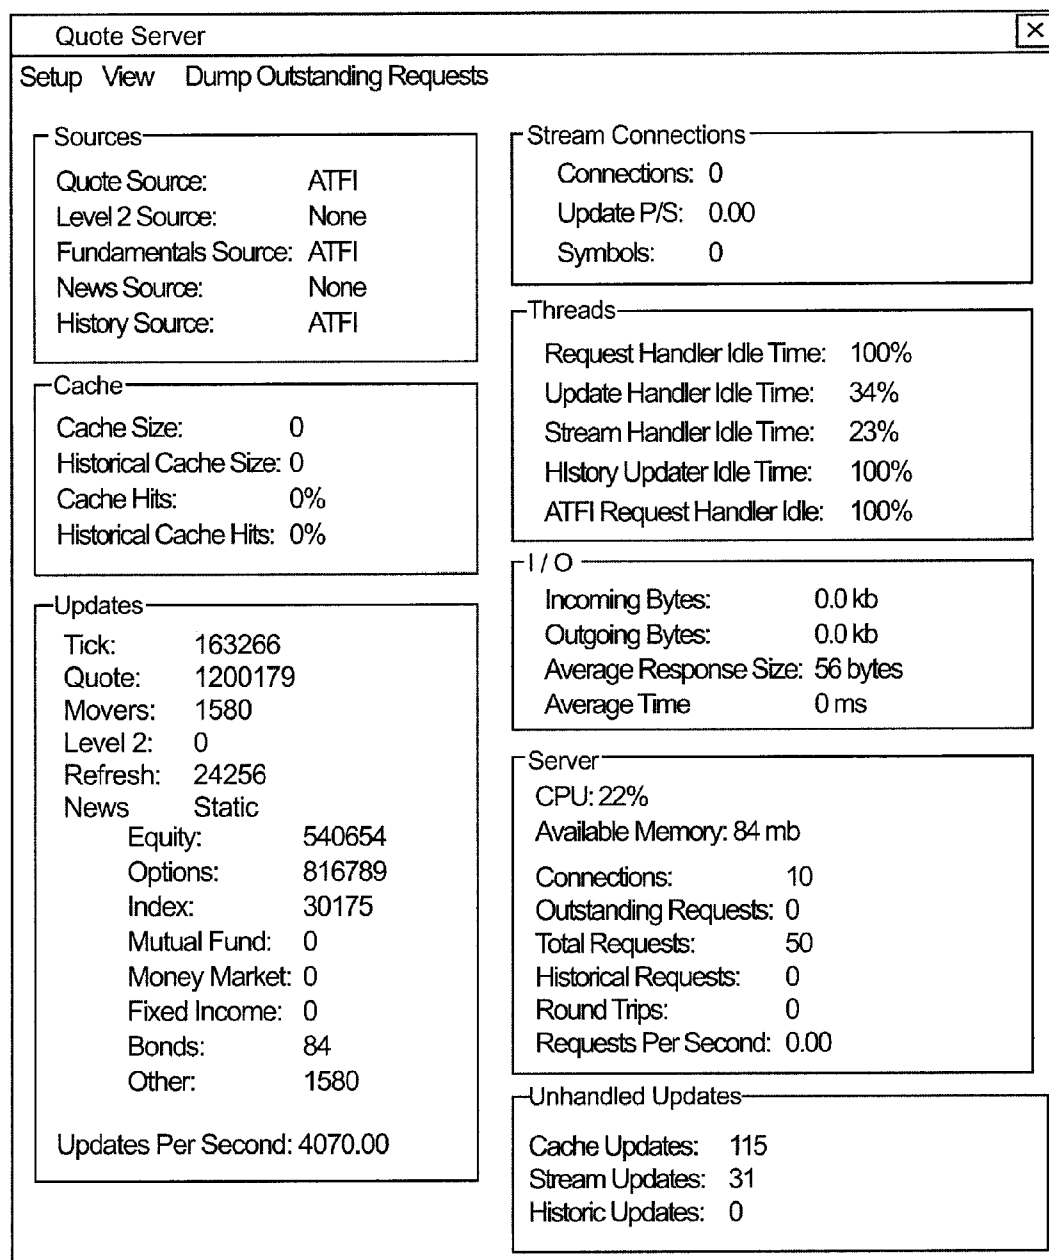 Quote Server
Setup View Dump Outstanding Requests
Sources
Quote Source: ATFI
Level 2 Source: None
Fundamentals Source: ATFI
News Source: None
History Source: ATFI
Cache
Cache Size: 0
Historical Cache Size: 0
Cache Hits: 0%
Historical Cache Hits: 0%
Updates
Tick: 163266
Quote: 1200179
Movers: 1580
Level 2: 0
Refresh: 24256
News Static
Equity: 540654
Options: 816789
Index: 30175
Mutual Fund: 0
Money Market: 0
Fixed Income: 0
Bonds: 84
Other: 1580
Updates Per Second: 4070.00
Stream Connections
Connections: 0
Update P/S: 0.00
Symbols: 0
Threads
Request Handler Idle Time: 100%
Update Handler Idle Time: 34%
Stream Handler Idle Time: 23%
HIstory Updater Idle Time: 100%
ATFI Request Handler Idle: 100%
I / O
Incoming Bytes: 0.0 kb
Outgoing Bytes: 0.0 kb
Average Response Size: 56 bytes
Average Time 0 ms
Server
CPU: 22%
Available Memory: 84 mb
Connections: 10
Outstanding Requests: 0
Total Requests: 50
Historical Requests: 0
Round Trips: 0
Requests Per Second: 0.00
Unhandled Updates
Cache Updates: 115
Stream Updates: 31
Historic Updates: 0